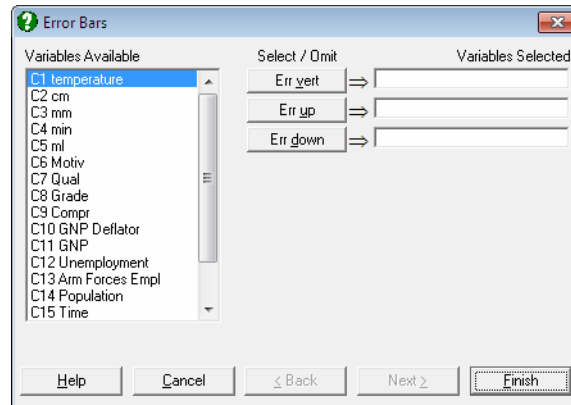 Error Bars
Variables Available
Select / Omit
Variables Selected
C1 temperature
C2 cm
C3 mm
C4 min
C5 ml
C6 Motiv
C7 Qual
C8 Grade
C9 Compr
C10 GNP Deflator
C11 GNP
C12 Unemployment
C13 Arm Forces Empl
C14 Population
C15 Time
Err vert
Err up
Err down
Help
Cancel
< Back
Next >
Finish